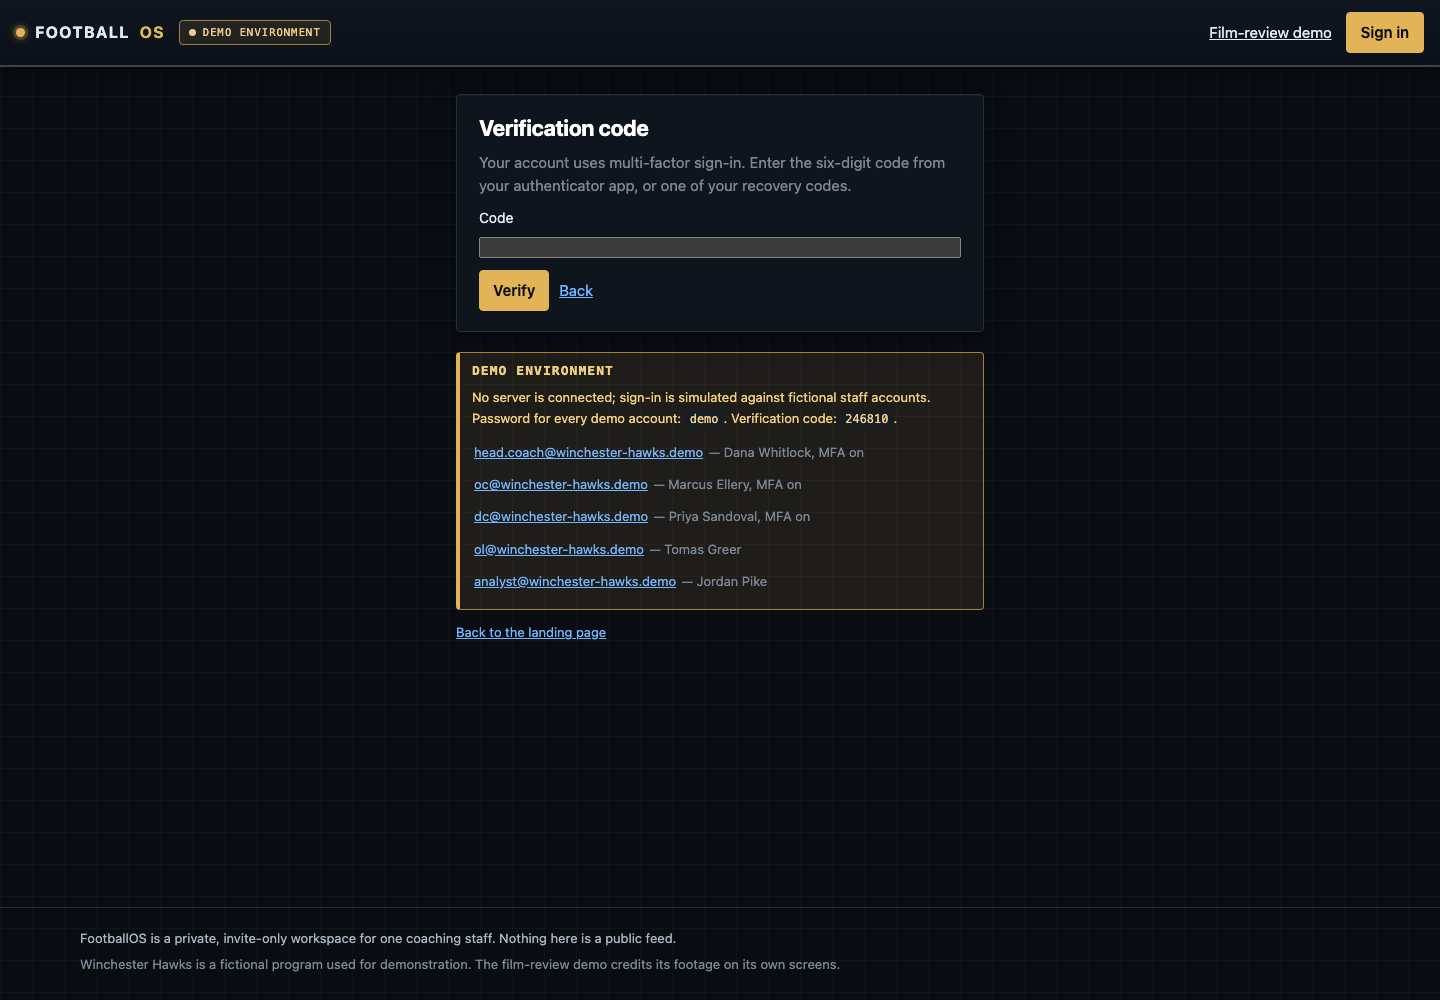 FOOTBALL OS
DEMO ENVIRONMENT
Film-review demo
Sign in
Verification code
Your account uses multi-factor sign-in. Enter the six-digit code from
your authenticator app, or one of your recovery codes.
Code
Verify
Back
DEMO ENVIRONMENT
No server is connected; sign-in is simulated against fictional staff accounts.
Password for every demo account: demo . Verification code: 246810 .
head.coach@winchester-hawks.demo — Dana Whitlock, MFA on
oc@winchester-hawks.demo — Marcus Ellery, MFA on
dc@winchester-hawks.demo — Priya Sandoval, MFA on
ol@winchester-hawks.demo — Tomas Greer
analyst@winchester-hawks.demo — Jordan Pike
Back to the landing page
FootballOS is a private, invite-only workspace for one coaching staff. Nothing here is a public feed.
Winchester Hawks is a fictional program used for demonstration. The film-review demo credits its footage on its own screens.